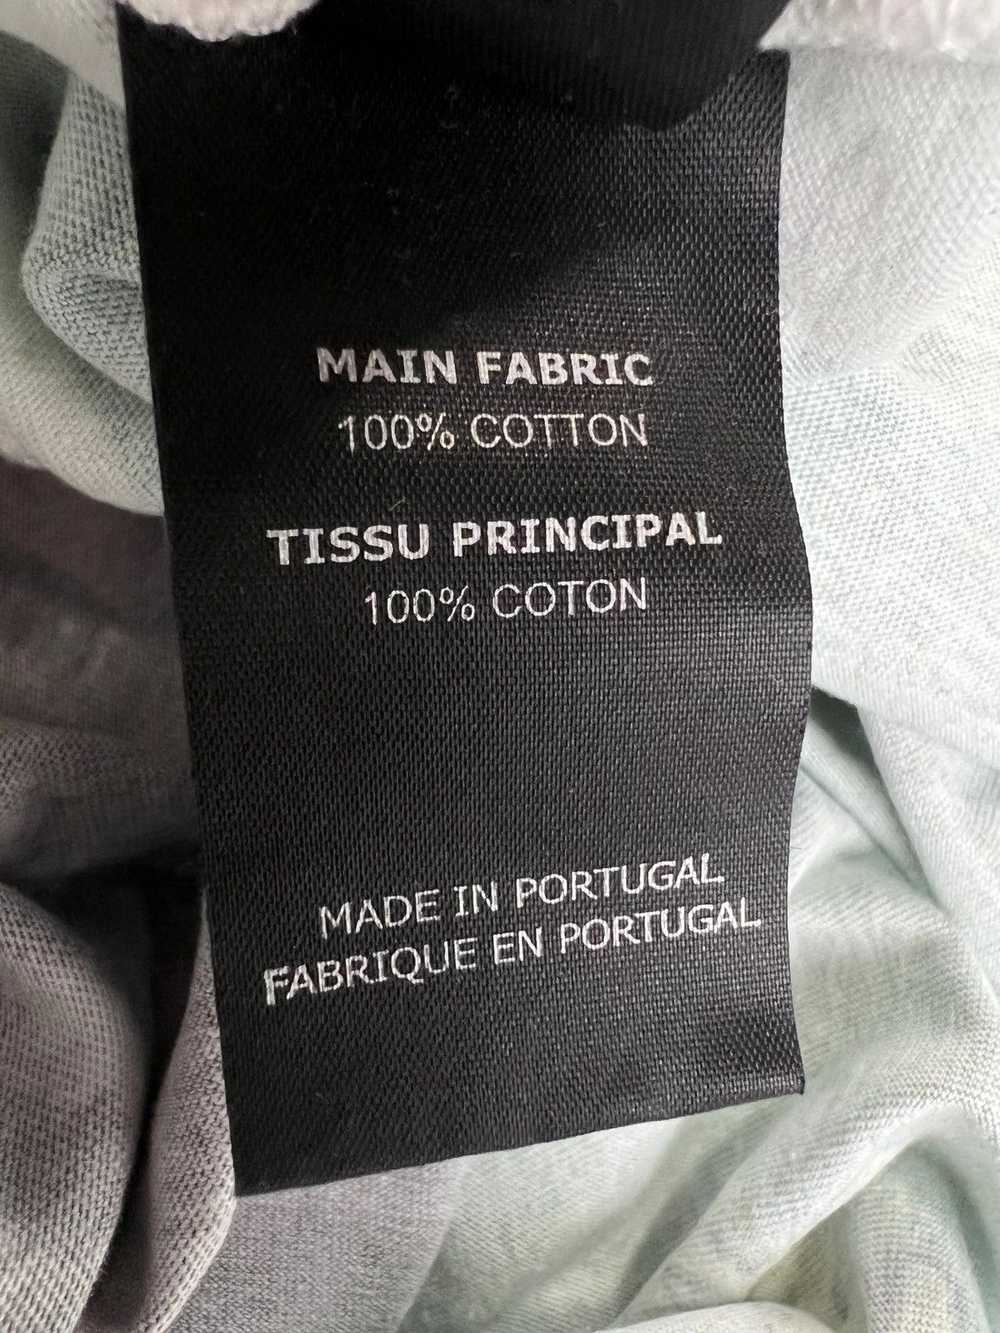 MAIN FABRIC
100% COTTON
TISSU PRINCIPAL
100% COTON
MADE IN PORTUGAL
FABRIQUE EN PORTUGAL